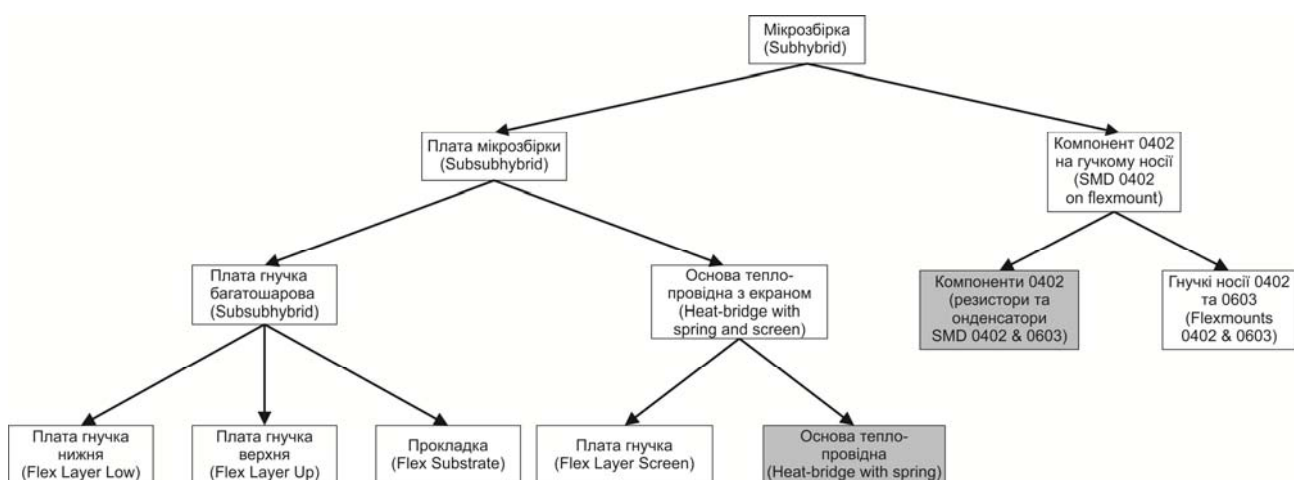 Мікрозбірка
(Subhybrid)
Плата мікрозбірки
(Subsubhybrid)
Компонент 0402
на гучкому носії
(SMD 0402
on flexmount)
Плата гнучка
багатошарова
(Subsubhybrid)
Основа тепло-
провідна з екраном
(Heat-bridge with
spring and screen)
Компоненти 0402
(резистори та
онденсатори
SMD 0402 & 0603)
Гнучкі носії 0402
та 0603
(Flexmounts
0402 & 0603)
Плата гнучка
нижня
(Flex Layer Low)
Плата гнучка
верхня
(Flex Layer Up)
Прокладка
(Flex Substrate)
Плата гнучка
(Flex Layer Screen)
Основа тепло-
провідна
(Heat-bridge with spring)